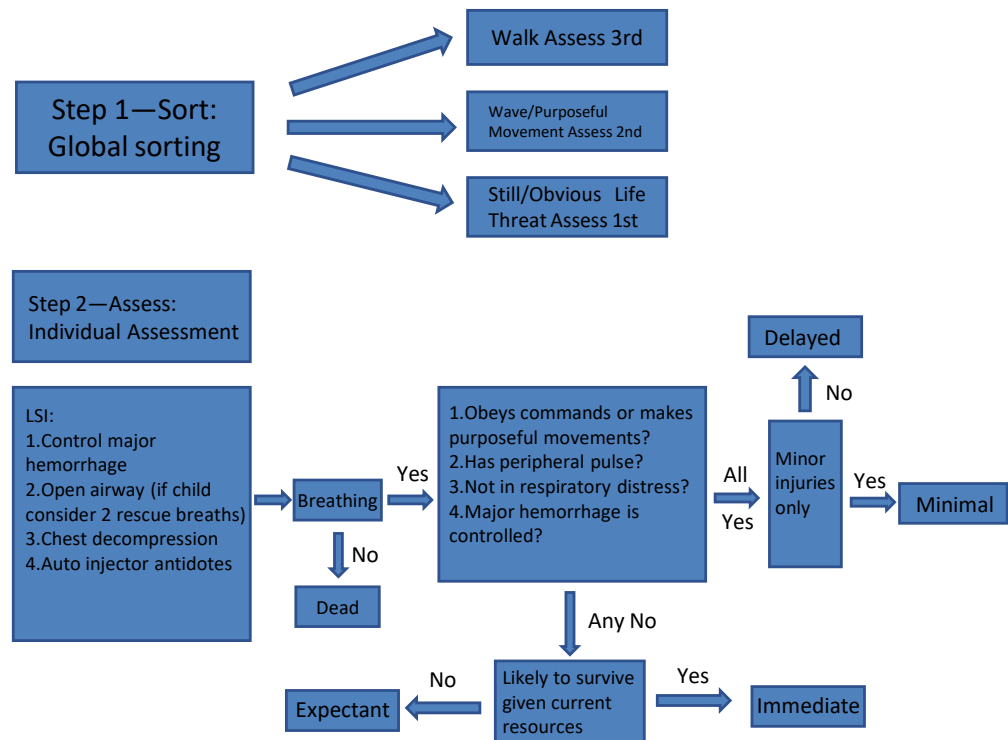 Step 1—Sort:
Global sorting
Walk Assess 3rd
Wave/Purposeful
Movement Assess 2nd
Still/Obvious Life
Threat Assess 1st
Step 2—Assess:
Individual Assessment
LSI:
1.Control major
hemorrhage
2.Open airway (if child
consider 2 rescue breaths)
3.Chest decompression
4.Auto injector antidotes
Breathing
Yes
No
Dead
1.Obeys commands or makes
purposeful movements?
2.Has peripheral pulse?
3.Not in respiratory distress?
4.Major hemorrhage is
controlled?
All
Yes
Minor
injuries
only
No
Delayed
Yes
Minimal
Any No
Likely to survive
given current
resources
No
Expectant
Yes
Immediate